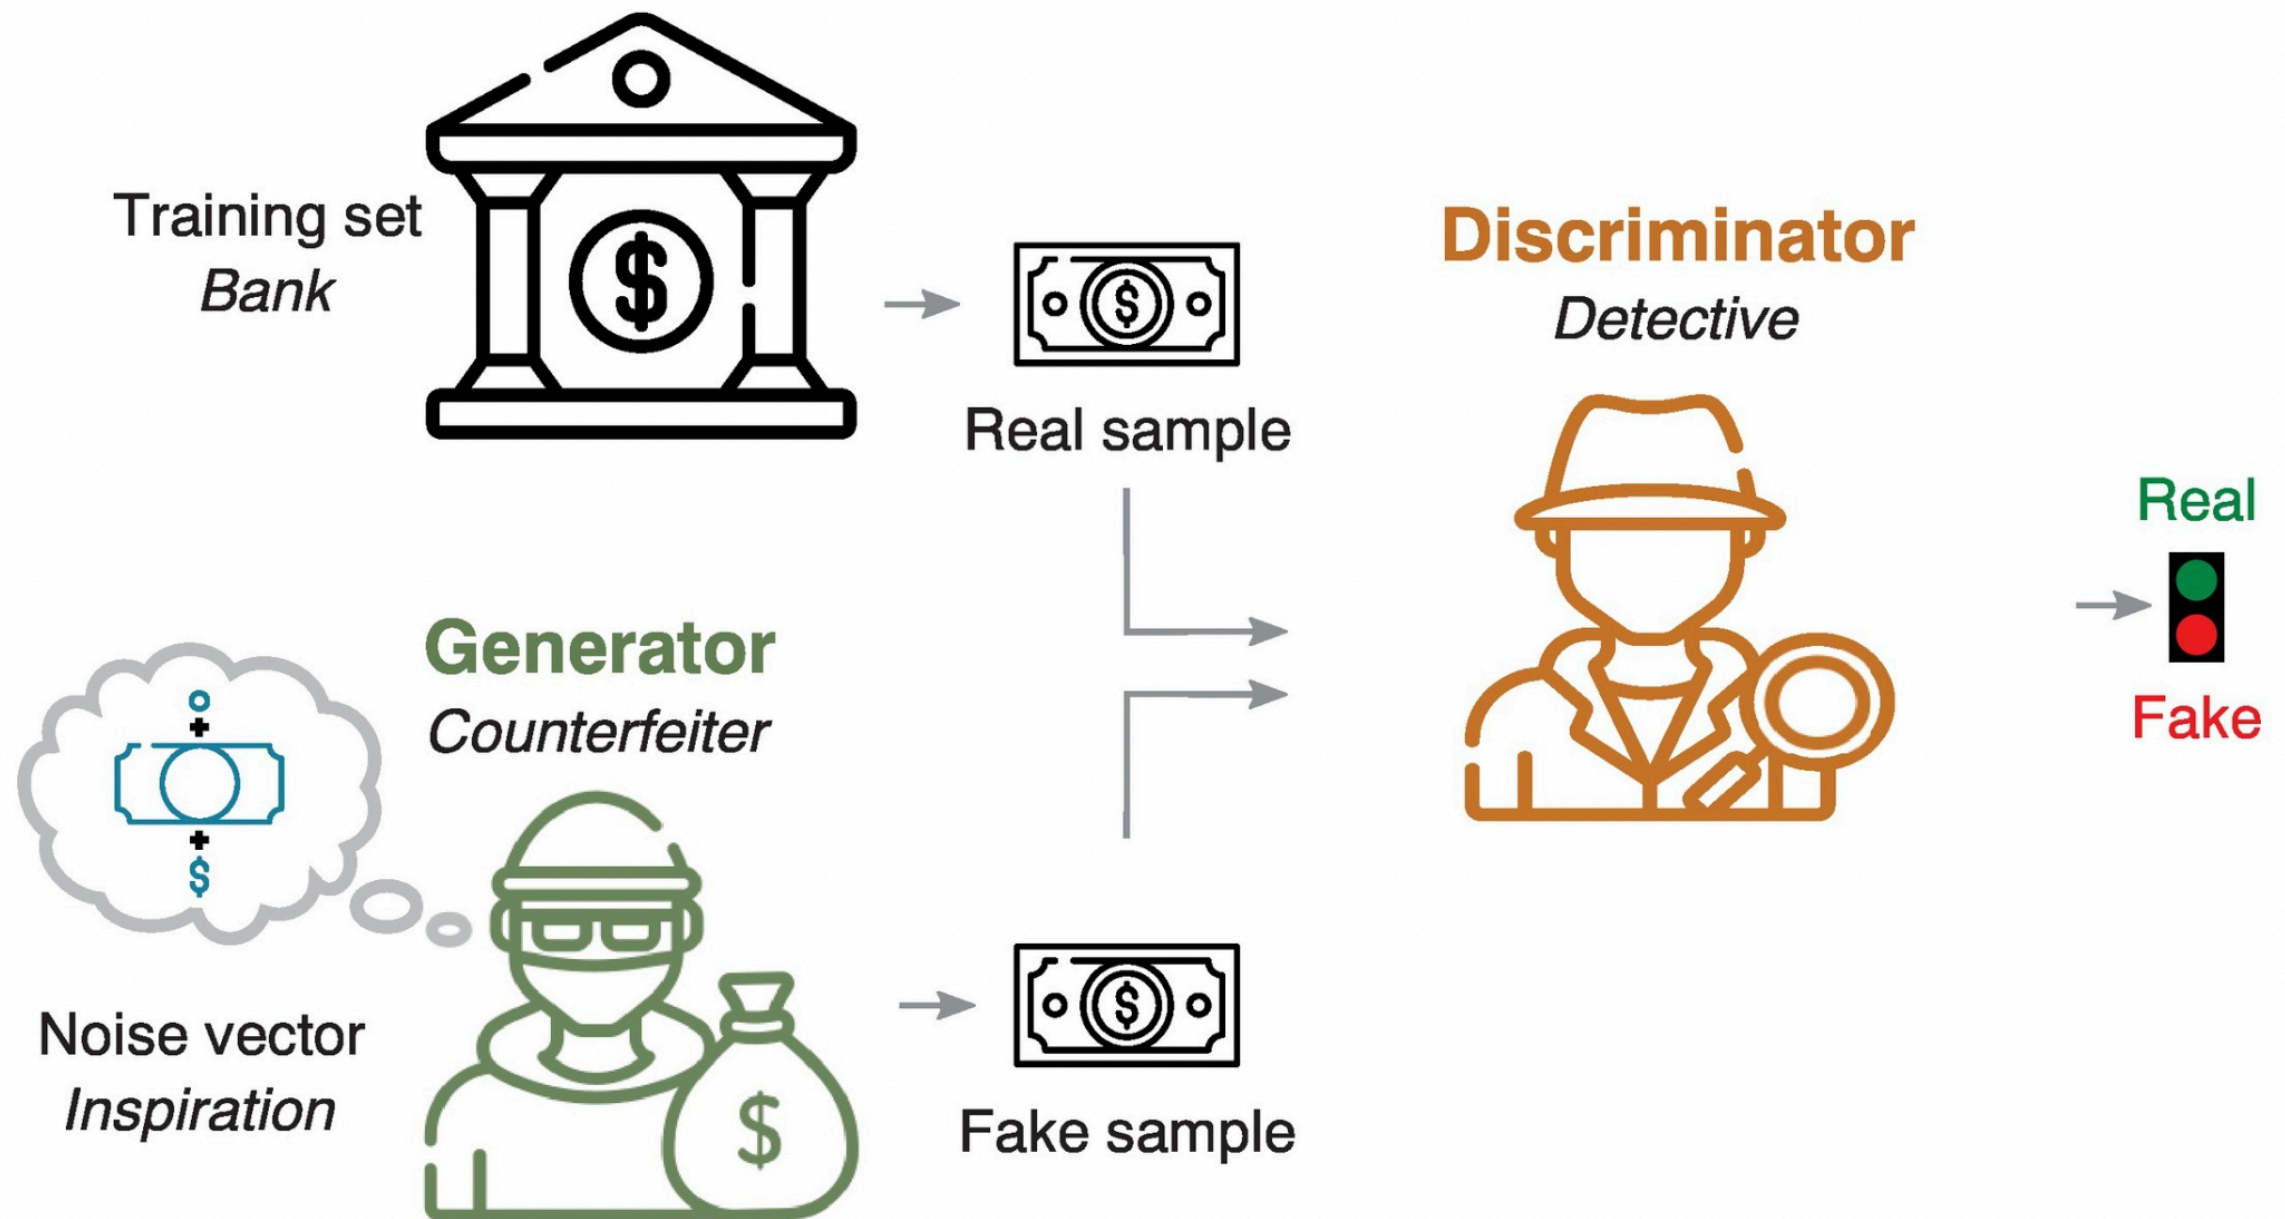 Training set
Bank
$
$
Real sample
Discriminator
Detective
Real
Fake
Generator
Counterfeiter
+
+
$
Noise vector
Inspiration
$
$
Fake sample